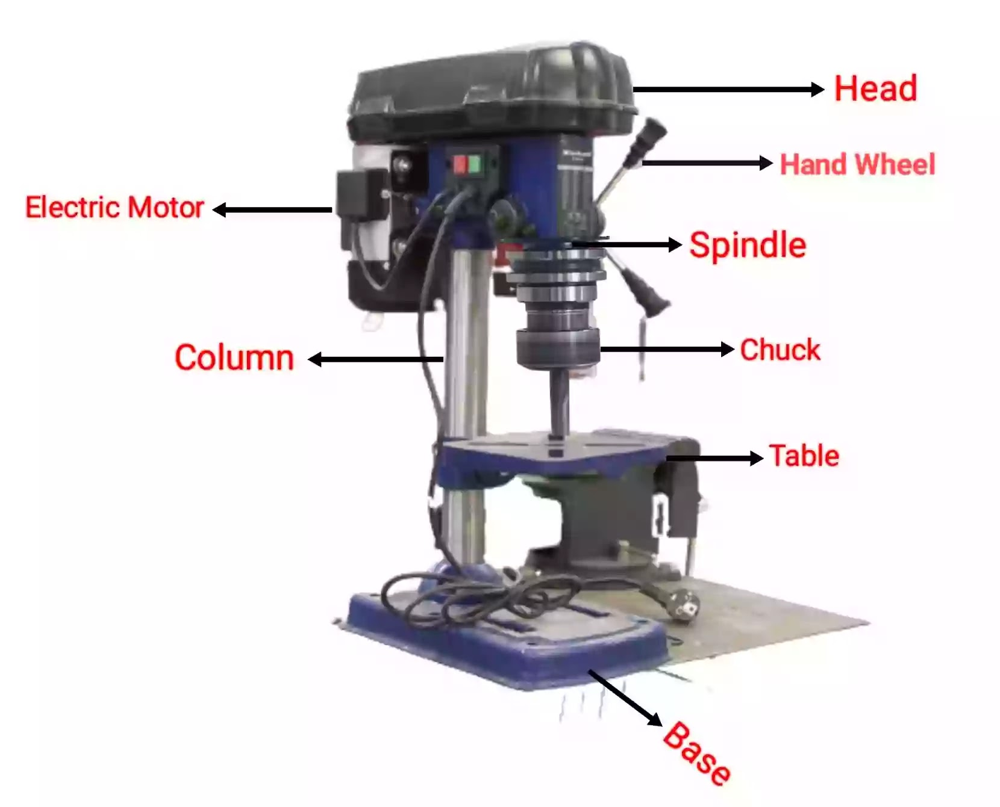 Head
Hand Wheel
Electric Motor
Spindle
Chuck
Column
Table
Base